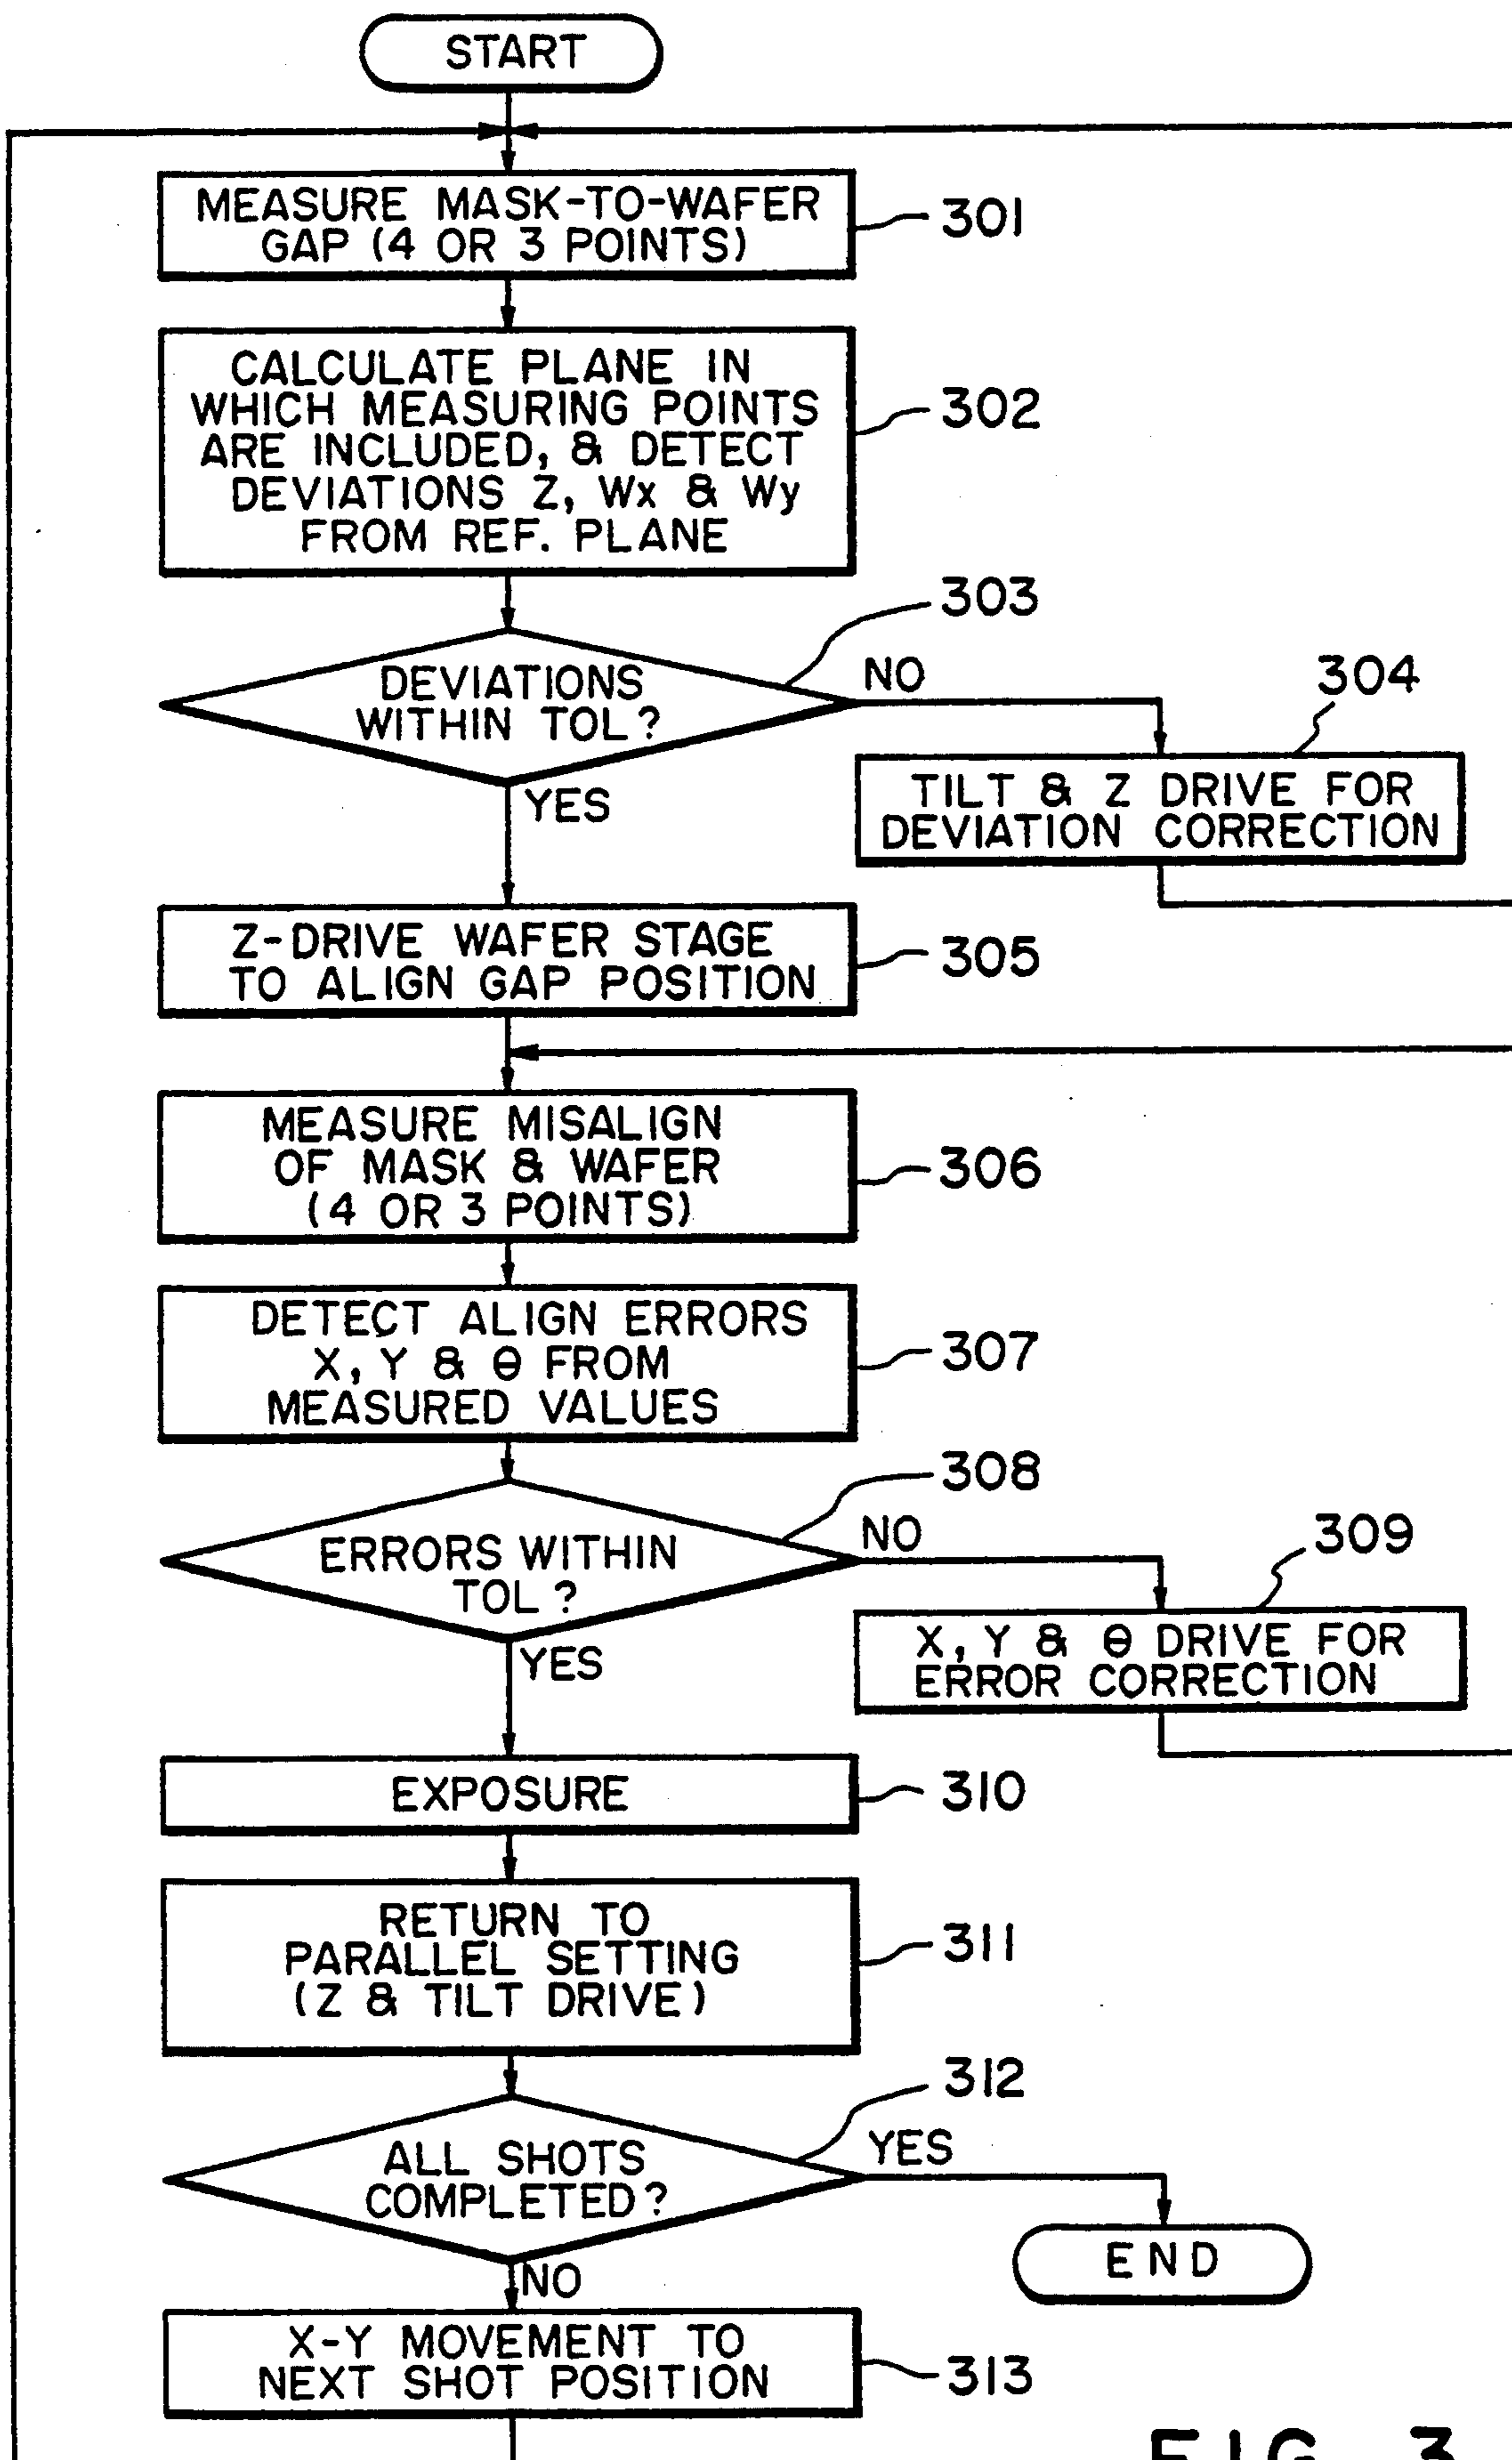 START
MEASURE MASK-TO-WAFER
GAP (4 OR 3 POINTS)
301
CALCULATE PLANE IN
WHICH MEASURING POINTS
ARE INCLUDED, & DETECT
DEVIATIONS Z, Wx & Wy
FROM REF. PLANE
302
303
DEVIATIONS
WITHIN TOL?
NO
YES
304
TILT & Z DRIVE FOR
DEVIATION CORRECTION
Z-DRIVE WAFER STAGE
TO ALIGN GAP POSITION
305
MEASURE MISALIGN
OF MASK & WAFER
(4 OR 3 POINTS)
306
DETECT ALIGN ERRORS
X, Y & θ FROM
MEASURED VALUES
307
308
ERRORS WITHIN
TOL?
NO
YES
309
X, Y & θ DRIVE FOR
ERROR CORRECTION
EXPOSURE
310
RETURN TO
PARALLEL SETTING
(Z & TILT DRIVE)
311
312
ALL SHOTS
COMPLETED?
YES
END
NO
X-Y MOVEMENT TO
NEXT SHOT POSITION
313
FIG. 3